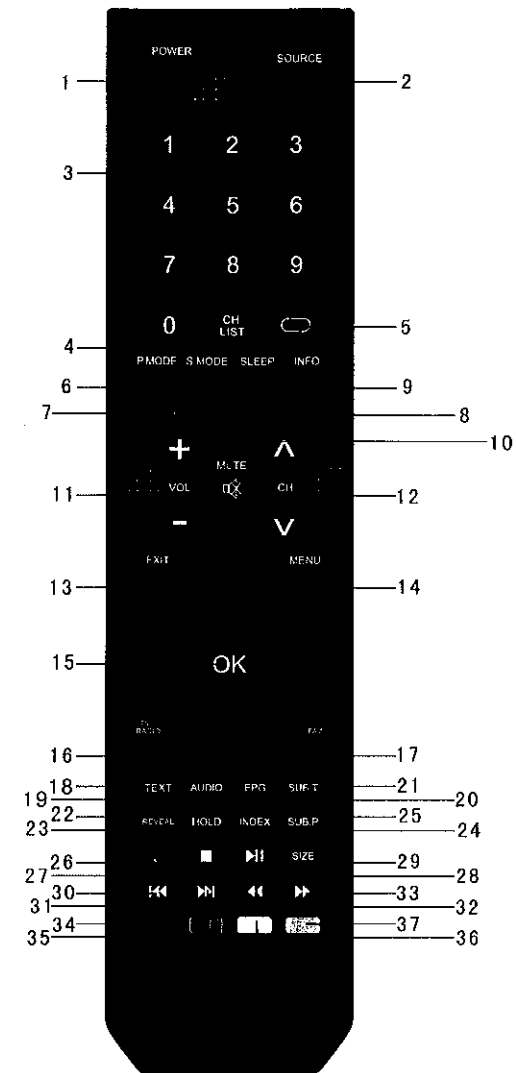 POWER SOURCE
1 2
1 2 3
3
4 5 6
7 8 9
0 CH LIST 5
4
P.MODE S.MODE SLEEP INFO
6 9
7 8
10
+ ∧
MUTE
11 VOL CH 12
- ∨
EXIT MENU
13 14
15 OK
16 17
18 TEXT AUDIO EPG SUB.T 21
19 20
22 REVEAL HOLD INDEX SUB.P 25
23 24
26 SIZE 29
27 28
30 33
31 32
34 37
35 36